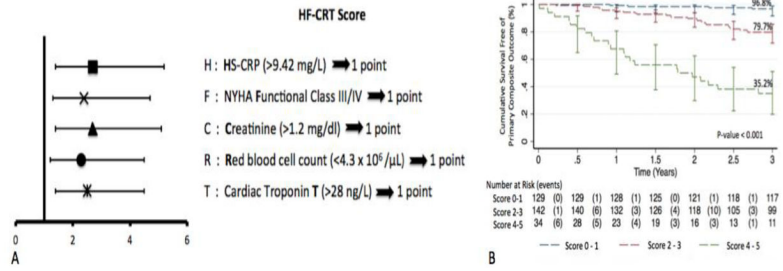 HF-CRT Score
H : HS-CRP (>9.42 mg/L) ➡1 point
F : NYHA Functional Class III/IV ➡1 point
C : Creatinine (>1.2 mg/dl) ➡1 point
R : Red blood cell count (<4.3 x 10⁶/µL) ➡1 point
T : Cardiac Troponin T (>28 ng/L) ➡1 point
0 2 4 6
A
Cumulative Survival Free of
Primary Composite Outcome (%)
1
.8
.6
.4
.2
0
96.8%
79.7%
35.2%
P-value < 0.001
0 .5 1 1.5 2 2.5 3
Time (Years)
Number at Risk (events)
Score 0-1 129 (0) 129 (1) 128 (1) 125 (0) 121 (1) 118 (1) 117
Score 2-3 142 (1) 140 (6) 132 (3) 126 (4) 118 (10) 105 (3) 99
Score 4-5 34 (6) 28 (5) 23 (4) 19 (3) 16 (3) 13 (1) 11
Score 0 - 1 Score 2 - 3 Score 4 - 5
B